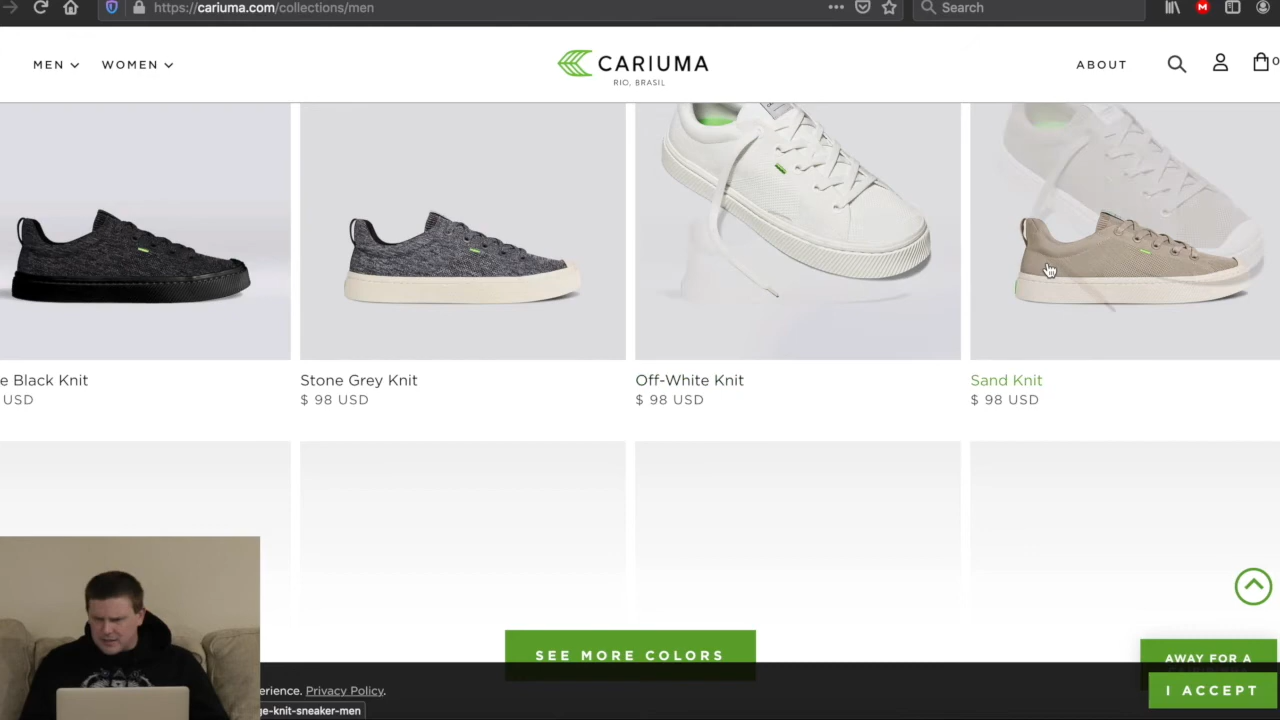 https://cariuma.com/collections/men
Search
MEN
WOMEN
CARIUMA
RIO, BRASIL
ABOUT
0
e Black Knit
USD
Stone Grey Knit
$ 98 USD
Off-White Knit
$ 98 USD
Sand Knit
$ 98 USD
SEE MORE COLORS
AWAY FOR A
erience. Privacy Policy.
I ACCEPT
ge-knit-sneaker-men